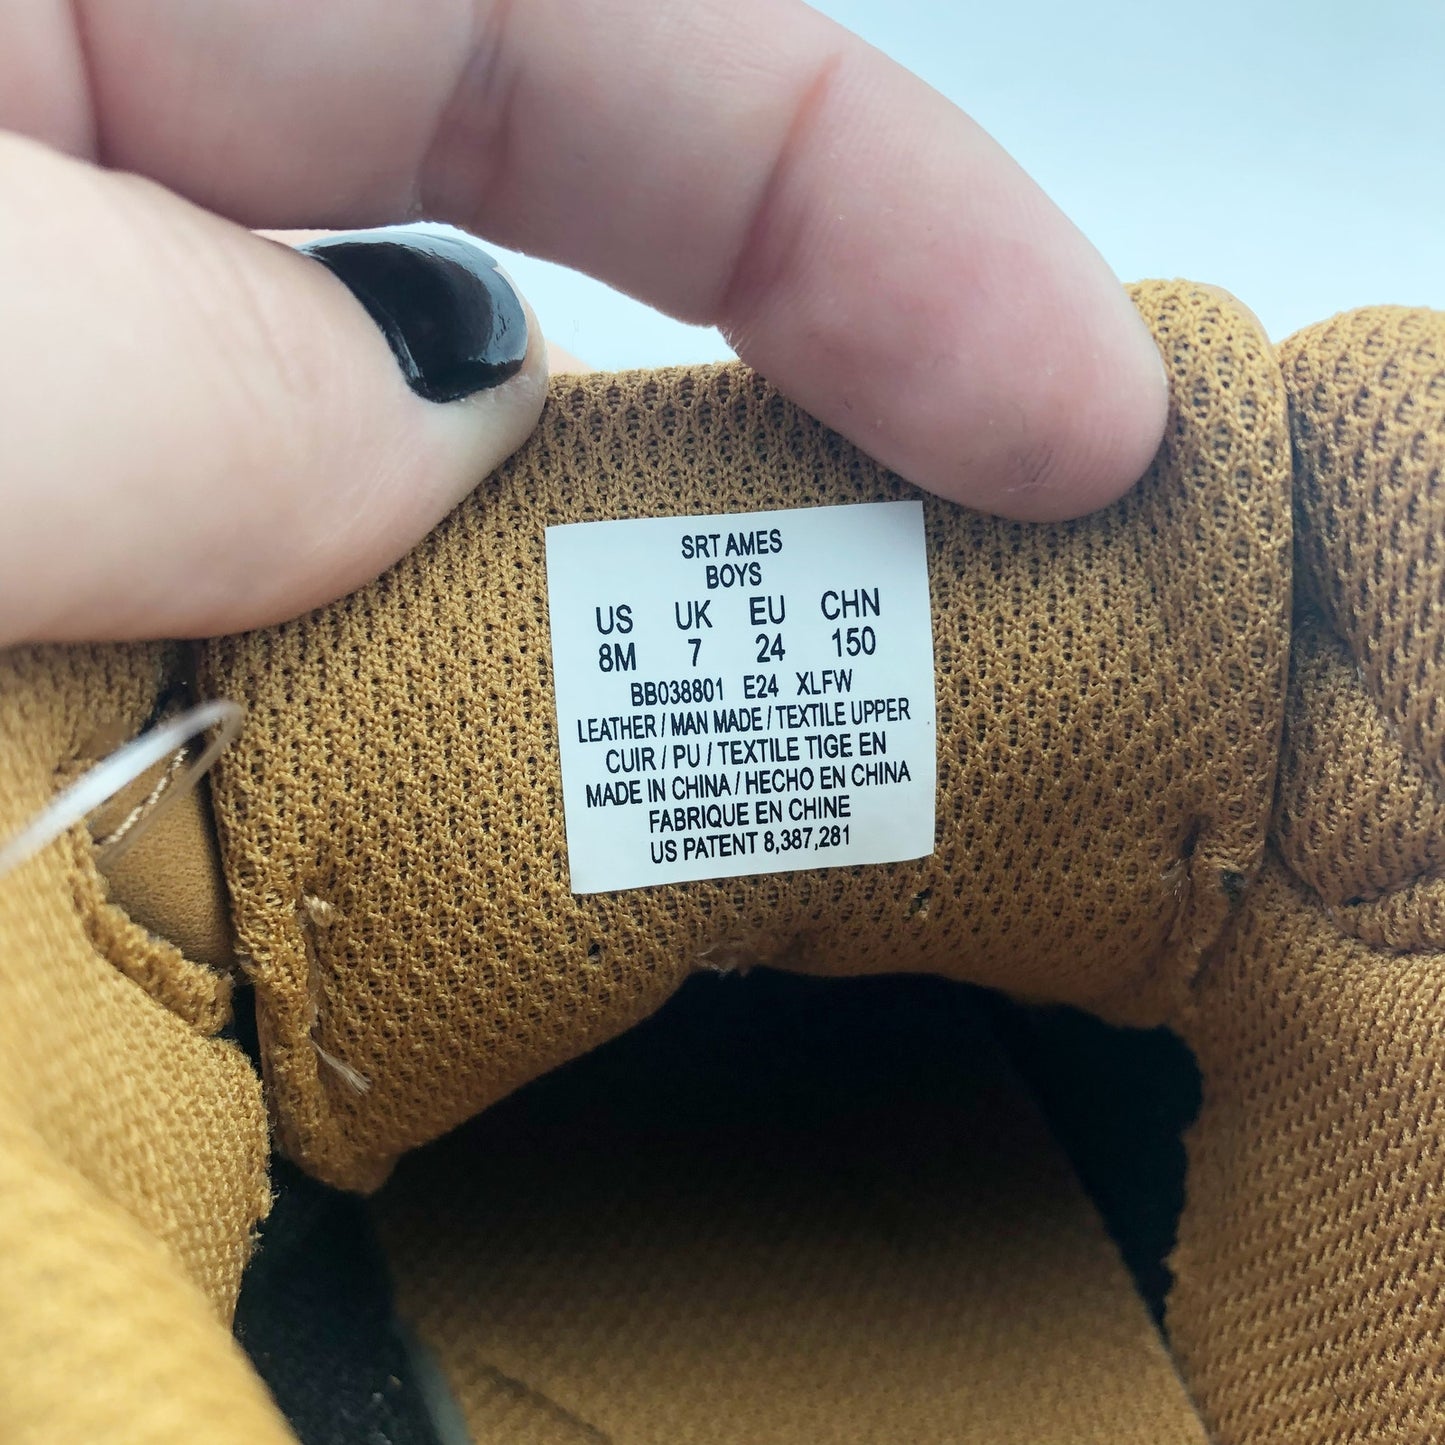 SRT AMES
BOYS
US UK EU CHN
8M 7 24 150
BB038801 E24 XLFW
LEATHER / MAN MADE / TEXTILE UPPER
CUIR / PU / TEXTILE TIGE EN
MADE IN CHINA / HECHO EN CHINA
FABRIQUE EN CHINE
US PATENT 8,387,281